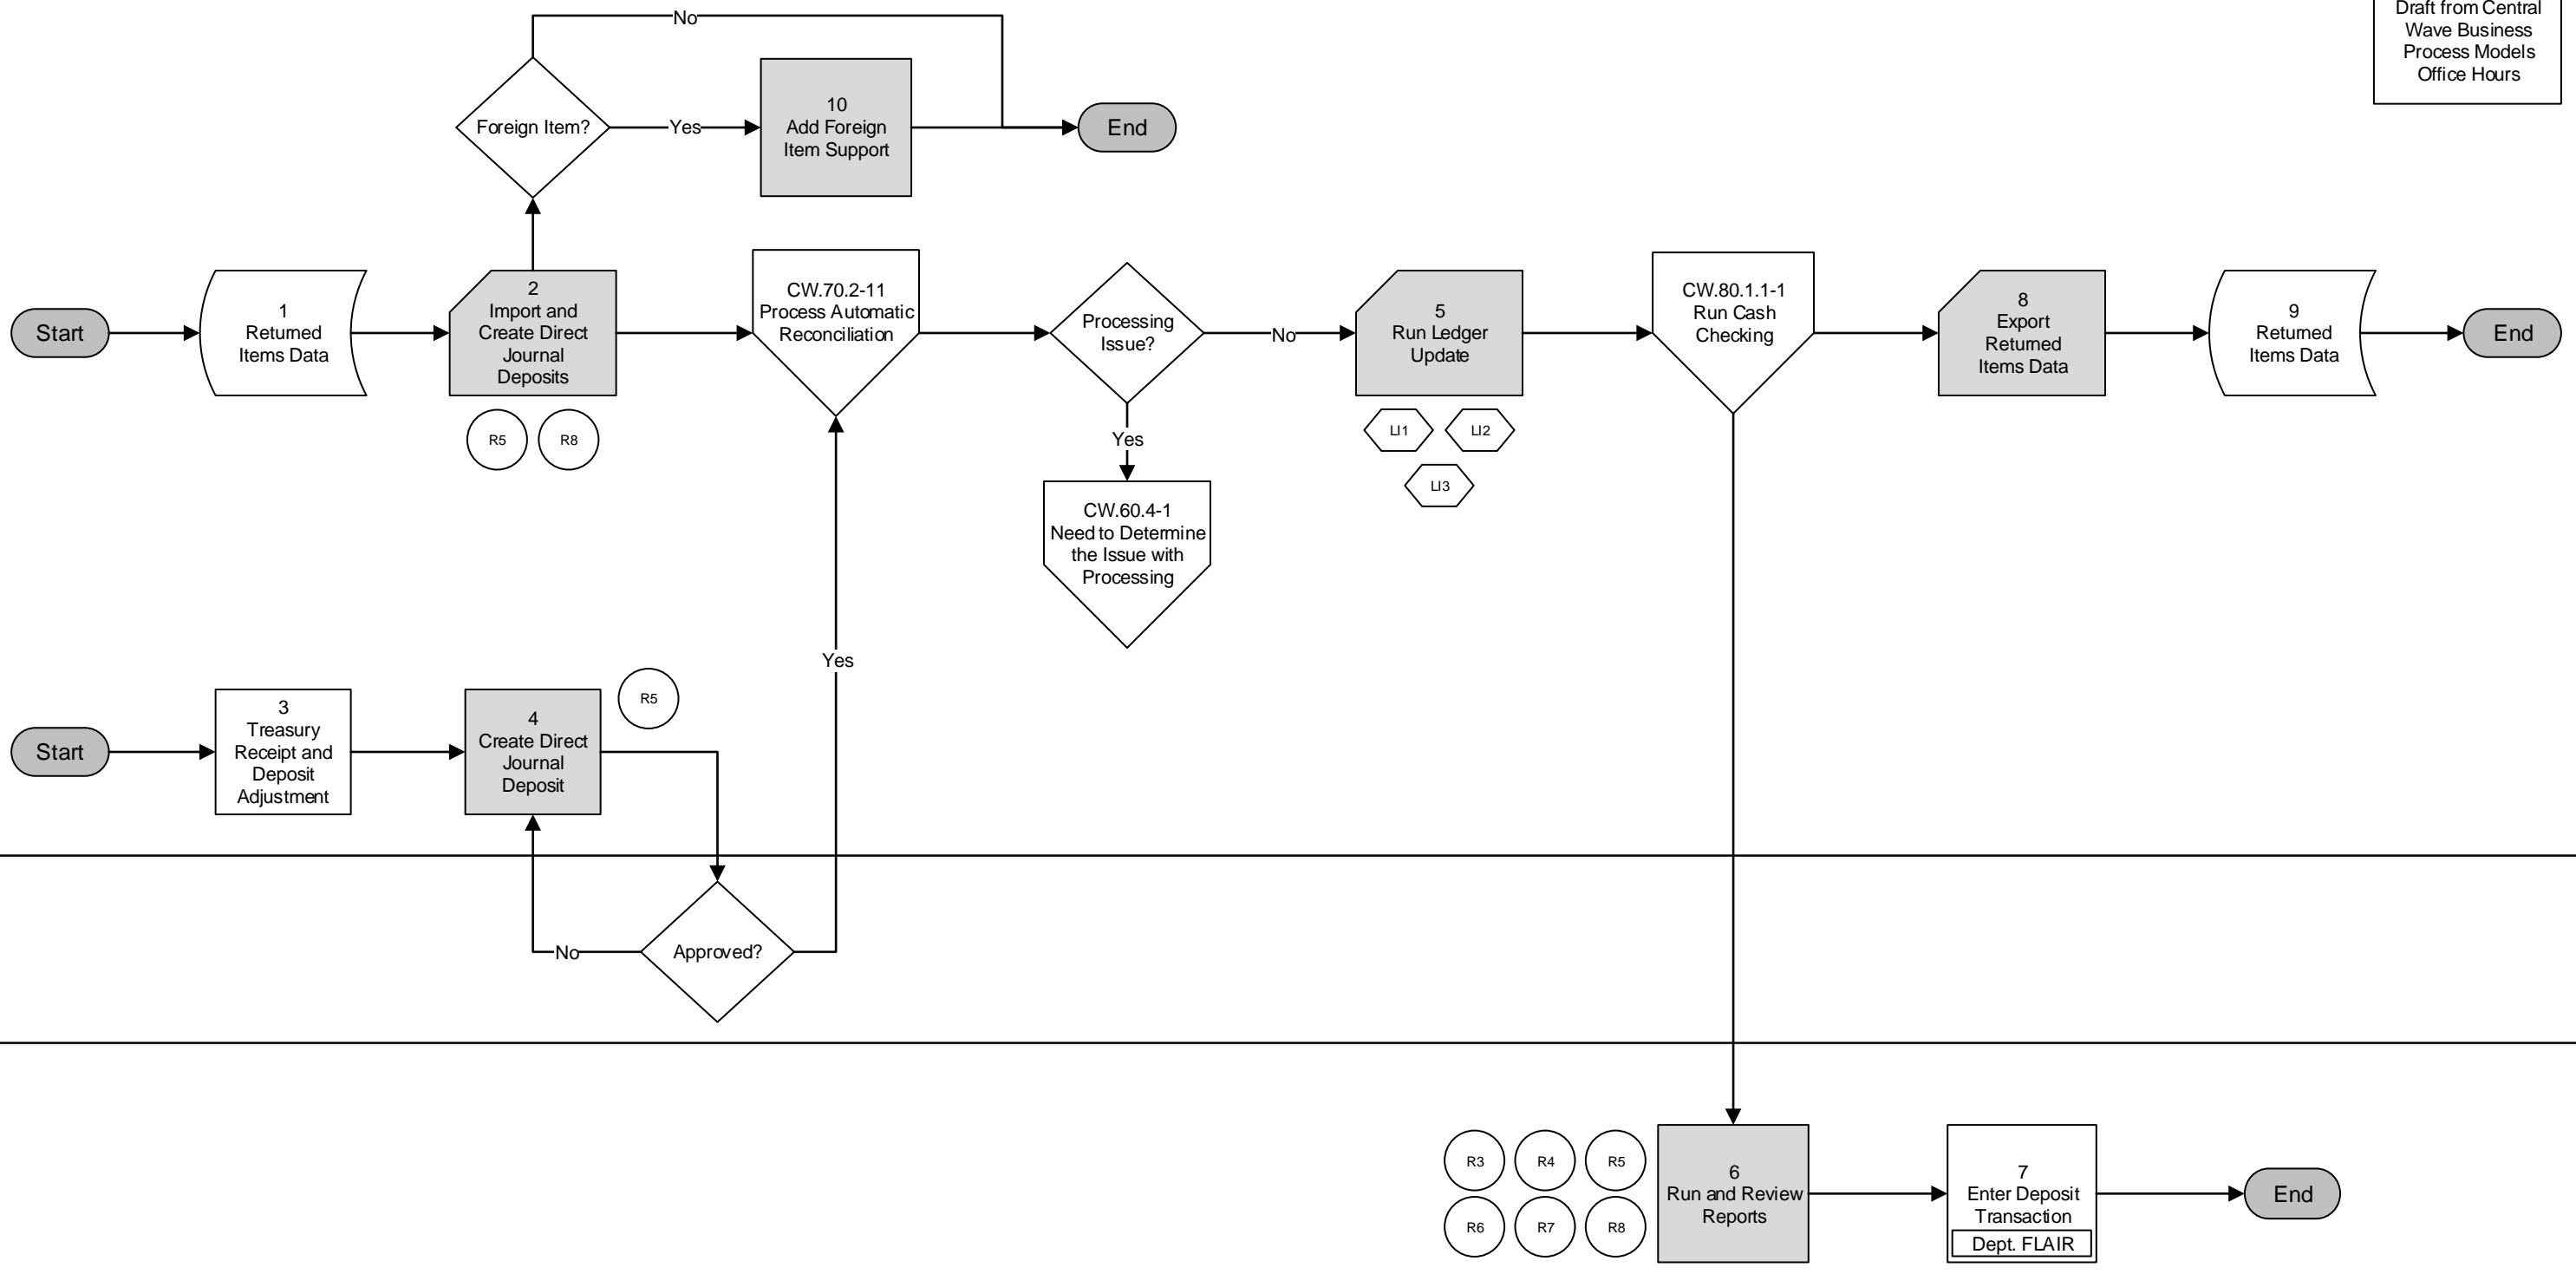 Draft from Central
Wave Business
Process Models
Office Hours
No
Foreign Item?
Yes
10
Add Foreign
Item Support
End
Start
1
Returned
Items Data
2
Import and
Create Direct
Journal
Deposits
R5
R8
CW.70.2-11
Process Automatic
Reconciliation
Processing
Issue?
No
Yes
CW.60.4-1
Need to Determine
the Issue with
Processing
5
Run Ledger
Update
LI1
LI2
LI3
CW.80.1.1-1
Run Cash
Checking
8
Export
Returned
Items Data
9
Returned
Items Data
End
Yes
Start
3
Treasury
Receipt and
Deposit
Adjustment
4
Create Direct
Journal
Deposit
R5
No
Approved?
R3
R4
R5
R6
R7
R8
6
Run and Review
Reports
7
Enter Deposit
Transaction
Dept. FLAIR
End